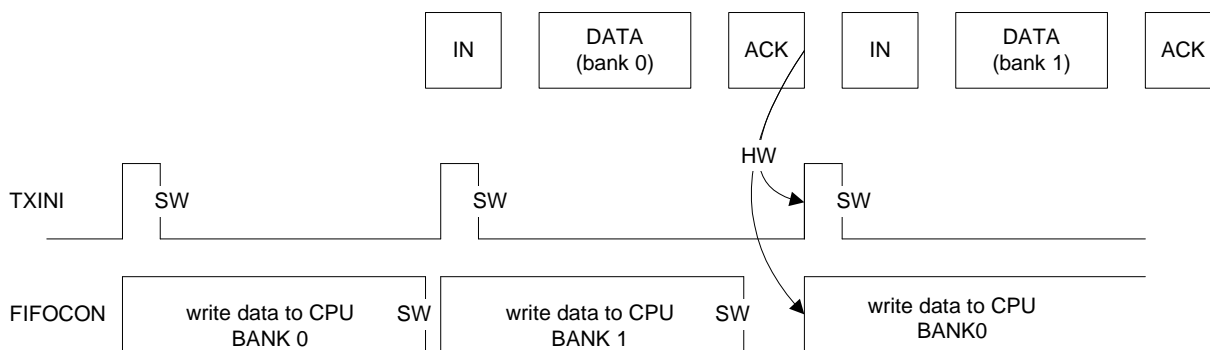 IN
DATA
(bank 0)
ACK
IN
DATA
(bank 1)
ACK
HW
TXINI
SW
SW
SW
FIFOCON
write data to CPU
BANK 0
SW
write data to CPU
BANK 1
SW
write data to CPU
BANK0